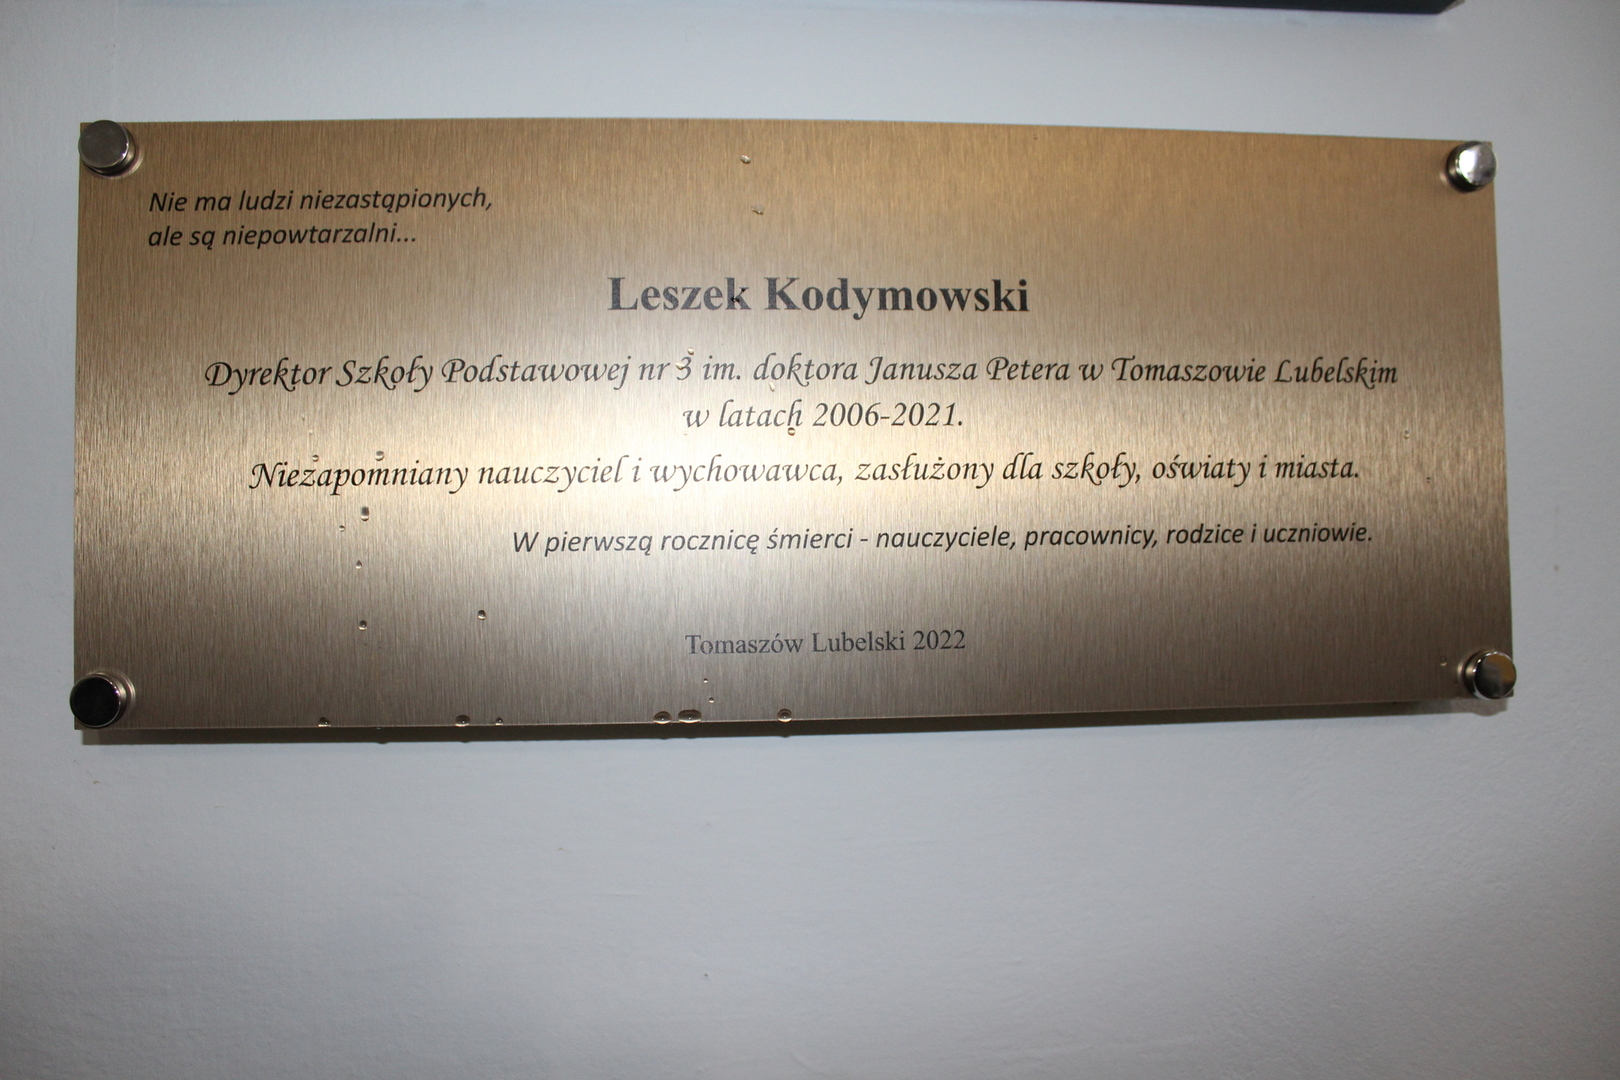 Nie ma ludzi niezastąpionych,
ale są niepowtarzalni...
Leszek Kodymowski
Dyrektor Szkoły Podstawowej nr 3 im. doktora Janusza Petera w Tomaszowie Lubelskim
w latach 2006-2021.
Niezapomniany nauczyciel i wychowawca, zasłużony dla szkoły, oświaty i miasta.
W pierwszą rocznicę śmierci - nauczyciele, pracownicy, rodzice i uczniowie.
Tomaszów Lubelski 2022